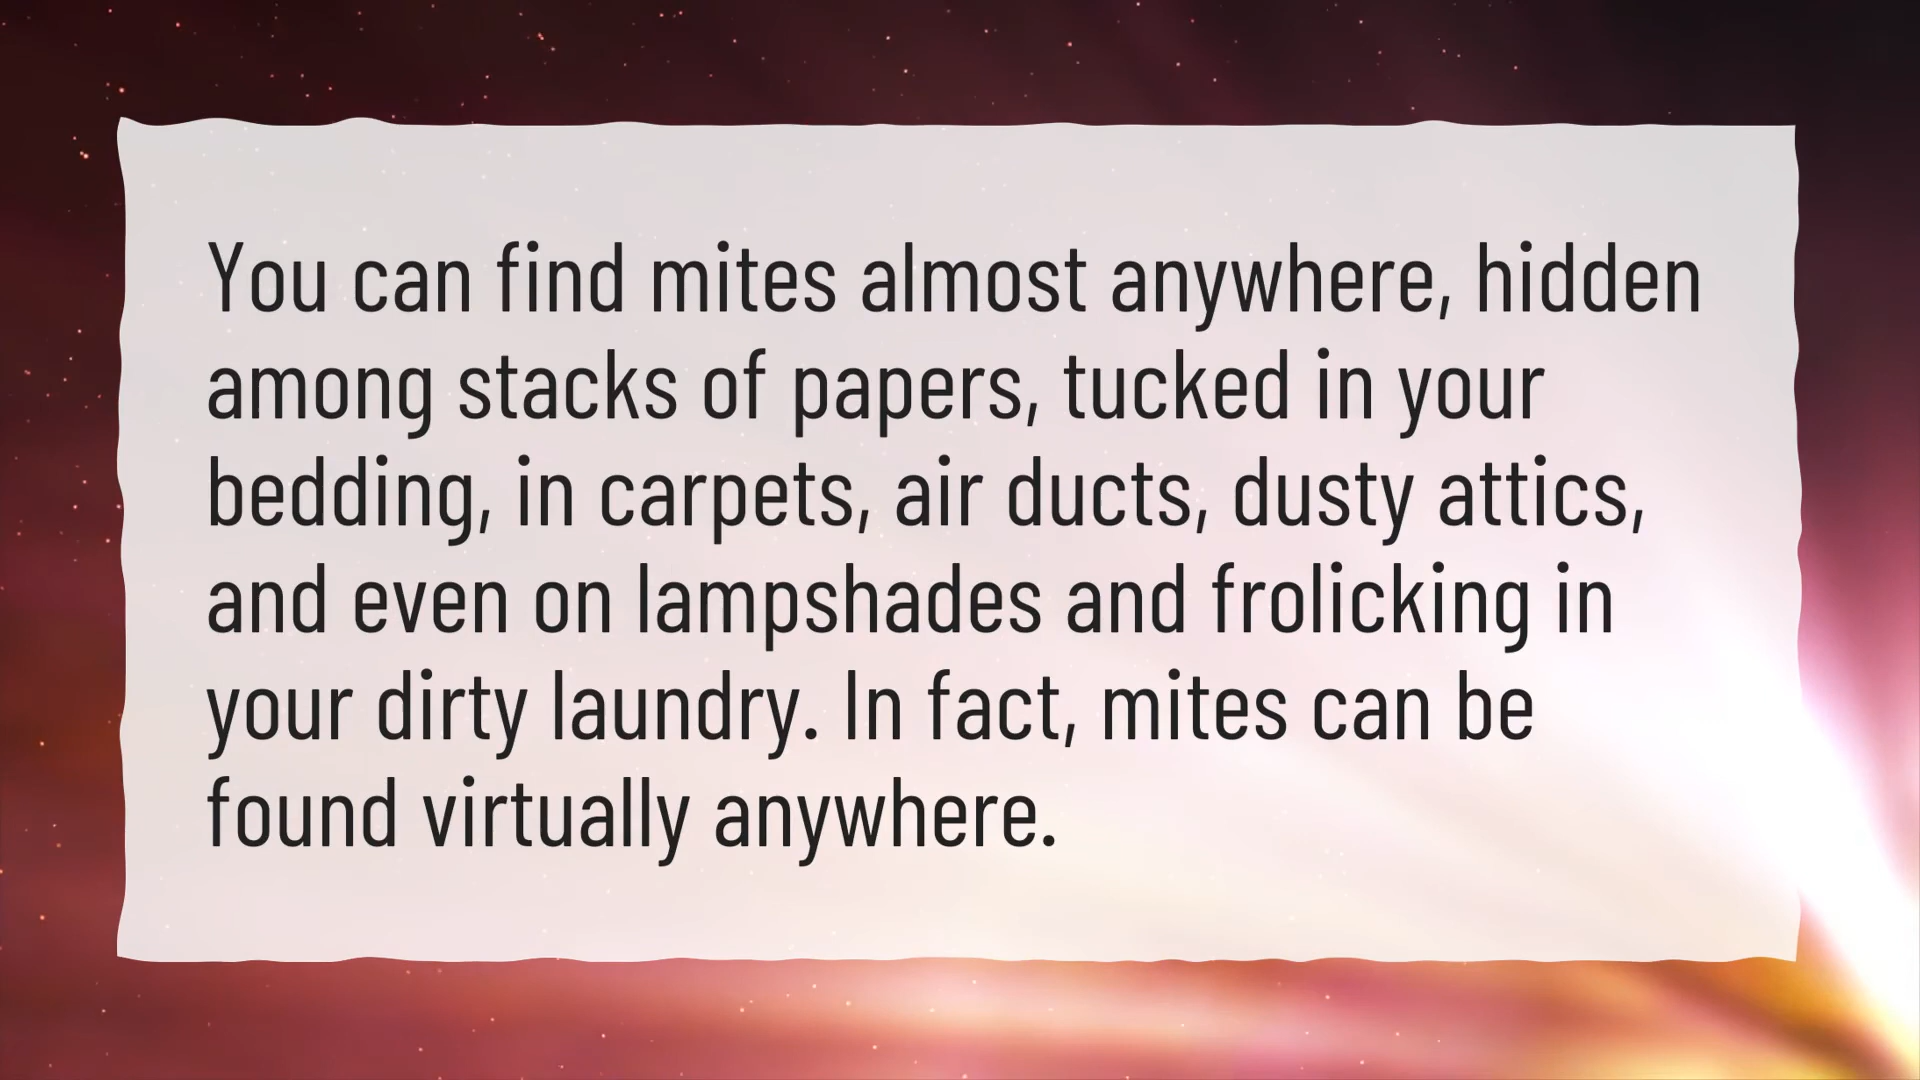 You can find mites almost anywhere, hidden
among stacks of papers, tucked in your
bedding, in carpets, air ducts, dusty attics,
and even on lampshades and frolicking in
your dirty laundry. In fact, mites can be
found virtually anywhere.